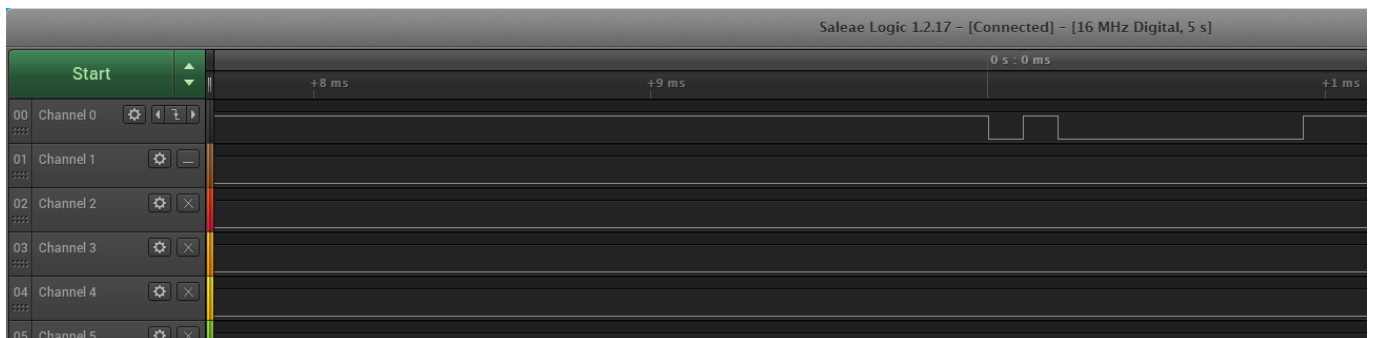 Saleae Logic 1.2.17 – [Connected] – [16 MHz Digital, 5 s]
Start
0 s : 0 ms
+8 ms +9 ms +1 ms
00 Channel 0
01 Channel 1
02 Channel 2
03 Channel 3
04 Channel 4
05 Channel 5